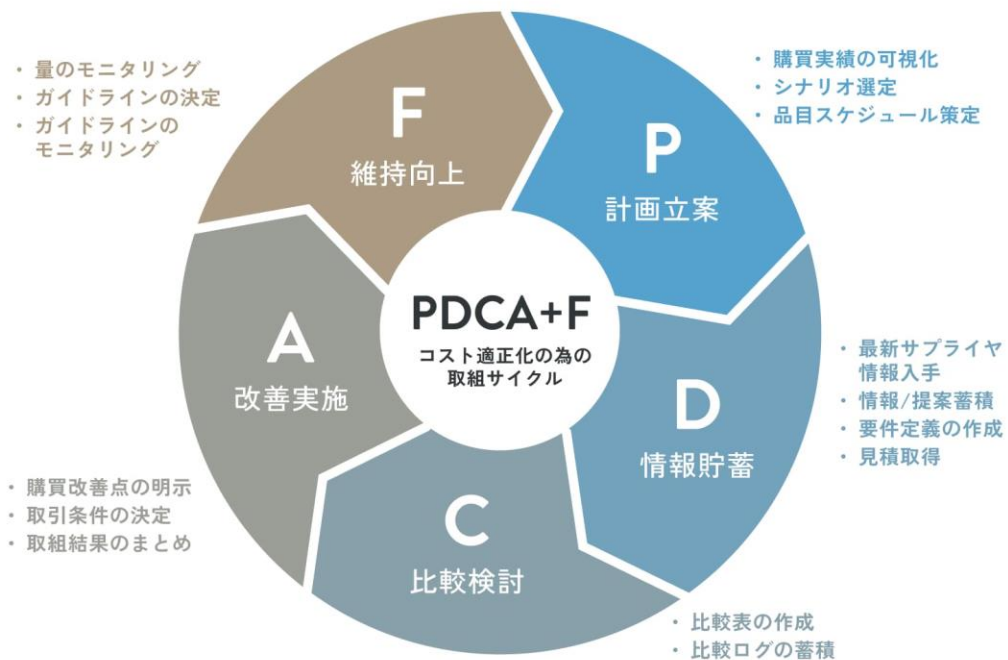 PDCA+F
コスト適正化の為の
取組サイクル
P
計画立案
・ 購買実績の可視化
・ シナリオ選定
・ 品目スケジュール策定
D
情報貯蓄
・ 最新サプライヤ
情報入手
・ 情報/提案蓄積
・ 要件定義の作成
・ 見積取得
C
比較検討
・ 比較表の作成
・ 比較ログの蓄積
A
改善実施
・ 購買改善点の明示
・ 取引条件の決定
・ 取組結果のまとめ
F
維持向上
・ 量のモニタリング
・ ガイドラインの決定
・ ガイドラインの
モニタリング